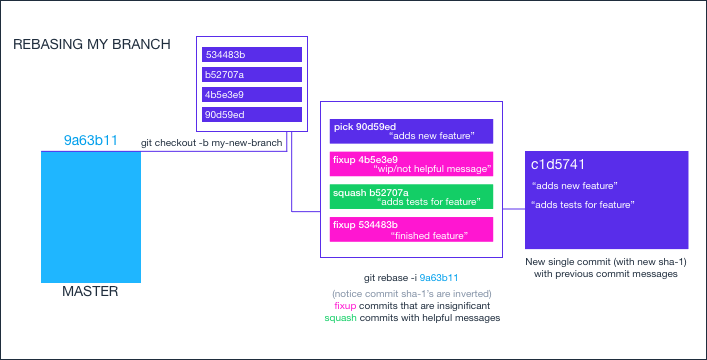 REBASING MY BRANCH
534483b
b52707a
4b5e3e9
90d59ed
9a63b11
git checkout -b my-new-branch
MASTER
pick 90d59ed
“adds new feature”
fixup 4b5e3e9
“wip/not helpful message”
squash b52707a
“adds tests for feature”
fixup 534483b
“finished feature”
git rebase -i 9a63b11
(notice commit sha-1's are inverted)
fixup commits that are insignificant
squash commits with helpful messages
c1d5741
“adds new feature”
“adds tests for feature”
New single commit (with new sha-1)
with previous commit messages